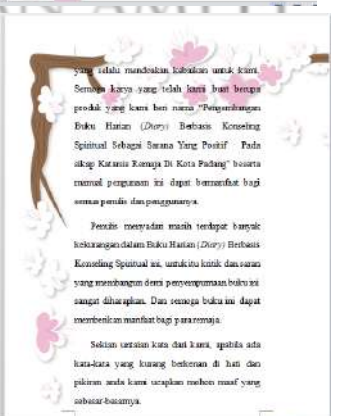 yang selalu mendoakan kebaikan untuk kami.
Semoga karya yang telah kami buat berupa
produk yang kami beri nama "Pengembangan
Buku Harian (Diary) Berbasis Konseling
Spiritual Sebagai Sarana Yang Positif Pada
sikap Katarsis Remaja Di Kota Padang" beserta
manual pengunaan ini dapat bermanfaat bagi
semua penulis dan penggunanya.
Penulis menyadari masih terdapat banyak
kekurangan dalam Buku Harian (Diary) Berbasis
Konseling Spiritual ini, untuk itu kritik dan saran
yang membangun demi penyempurnaan buku ini
sangat diharapkan. Dan semoga buku ini dapat
memberikan manfaat bagi para remaja.
Sekian untaian kata dari kami, apabila ada
kata-kata yang kurang berkenan di hati dan
pikiran anda kami ucapkan mohon maaf yang
sebesar-besarnya.